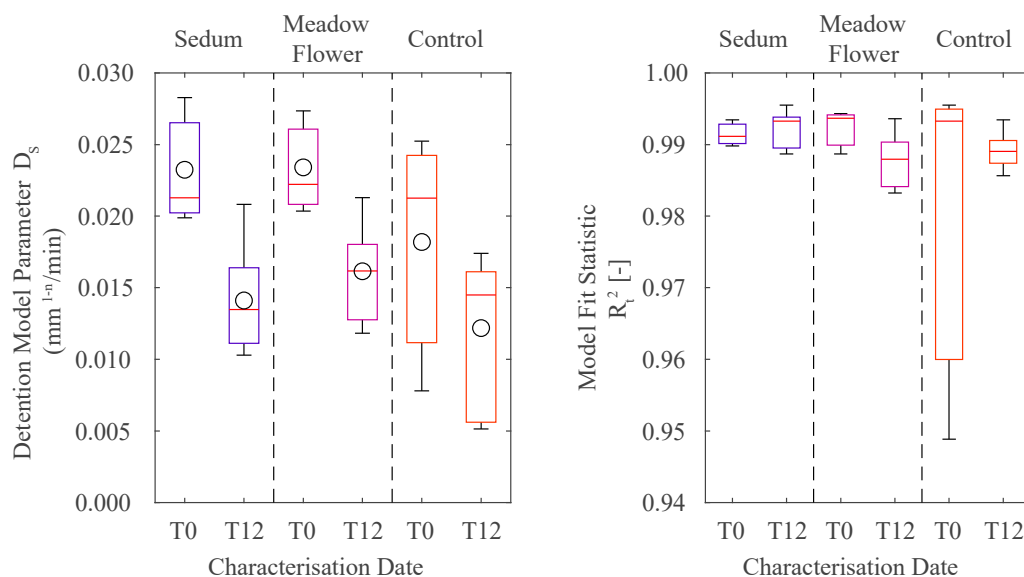 Sedum
Meadow
Flower
Control
0.030
0.025
0.020
0.015
0.010
0.005
0.000
Detention Model Parameter D_S
(mm ^1-n/min)
T0 T12 T0 T12 T0 T12
Characterisation Date
Sedum
Meadow
Flower
Control
1.00
0.99
0.98
0.97
0.96
0.95
0.94
Model Fit Statistic
R_t^2 [-]
T0 T12 T0 T12 T0 T12
Characterisation Date